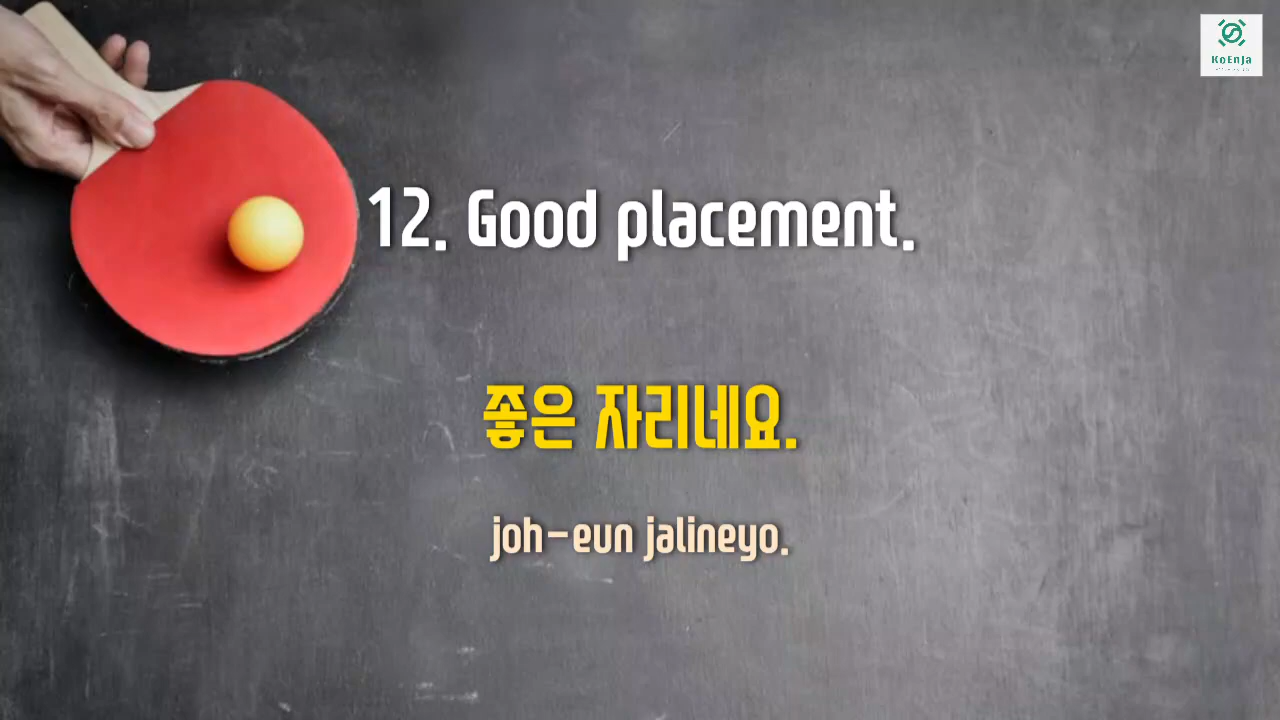 KoEnJa
12. Good placement.
좋은 자리네요.
joh-eun jalineyo.